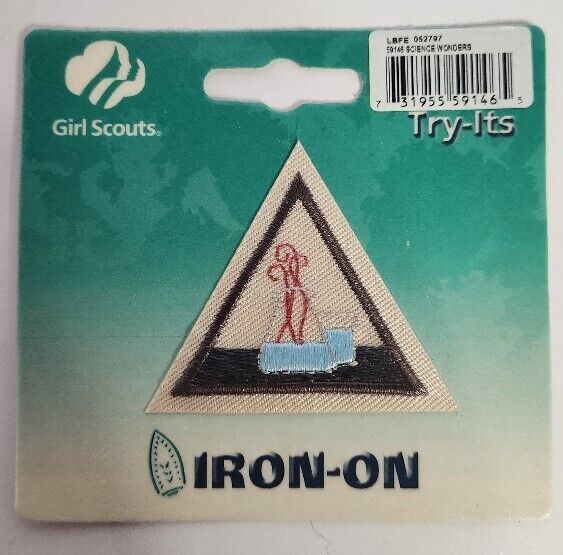 LBFE 052797
59146 SCIENCE WONDERS
7 31955 59146 5
Girl Scouts®
Try-Its
IRON-ON